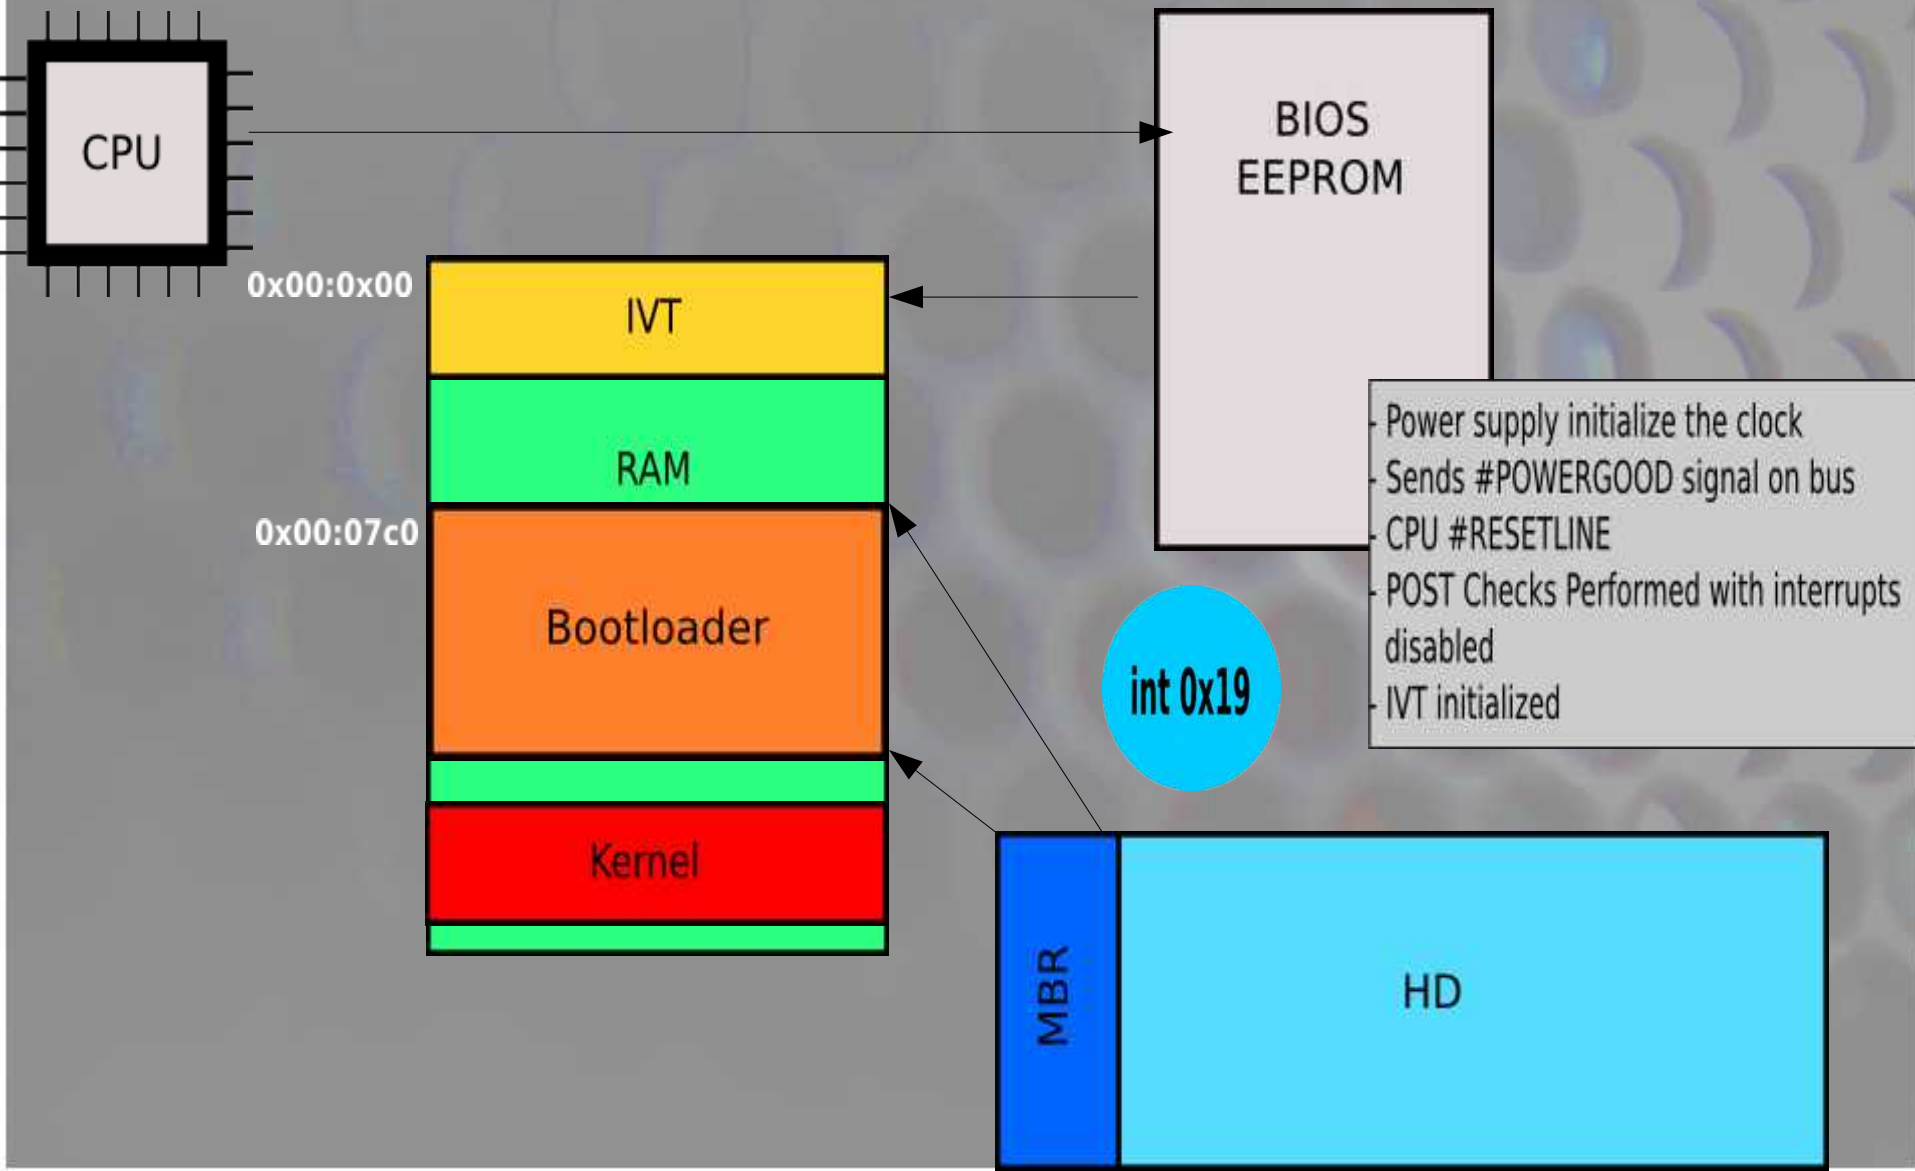 CPU
BIOS
EEPROM
0x00:0x00
IVT
RAM
- Power supply initialize the clock
- Sends #POWERGOOD signal on bus
- CPU #RESETLINE
- POST Checks Performed with interrupts
disabled
- IVT initialized
0x00:07c0
Bootloader
int 0x19
Kernel
MBR
HD